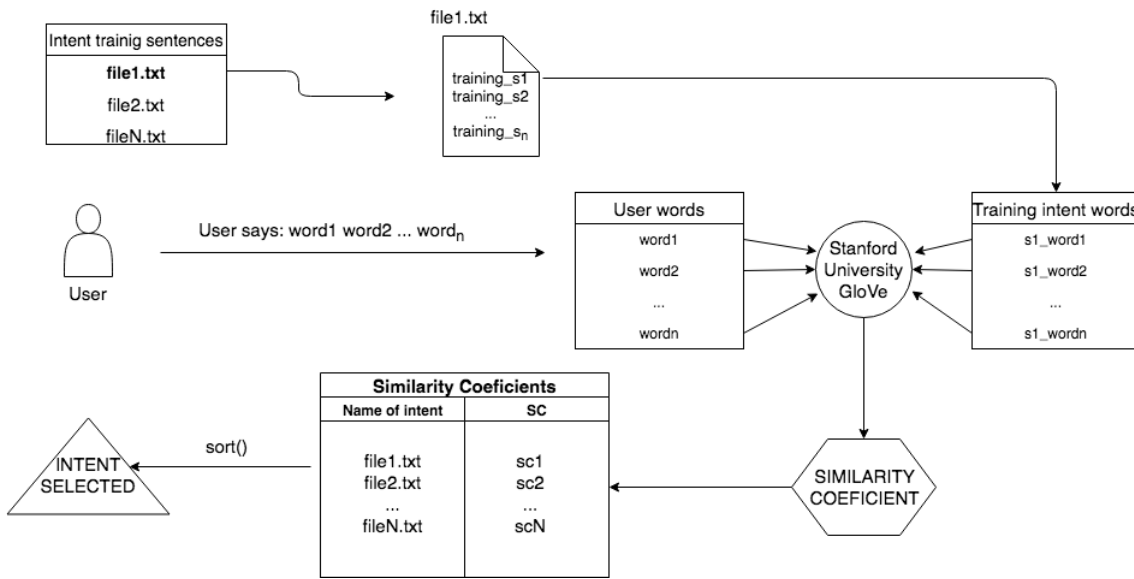 file1.txt
Intent trainig sentences
file1.txt
file2.txt
fileN.txt
training_s1
training_s2
...
training_sn
User says: word1 word2 ... wordn
User
User words
word1
word2
...
wordn
Stanford
University
GloVe
Training intent words
s1_word1
s1_word2
...
s1_wordn
Similarity Coeficients
Name of intent SC
file1.txt sc1
file2.txt sc2
... ...
fileN.txt scN
sort()
INTENT
SELECTED
SIMILARITY
COEFICIENT